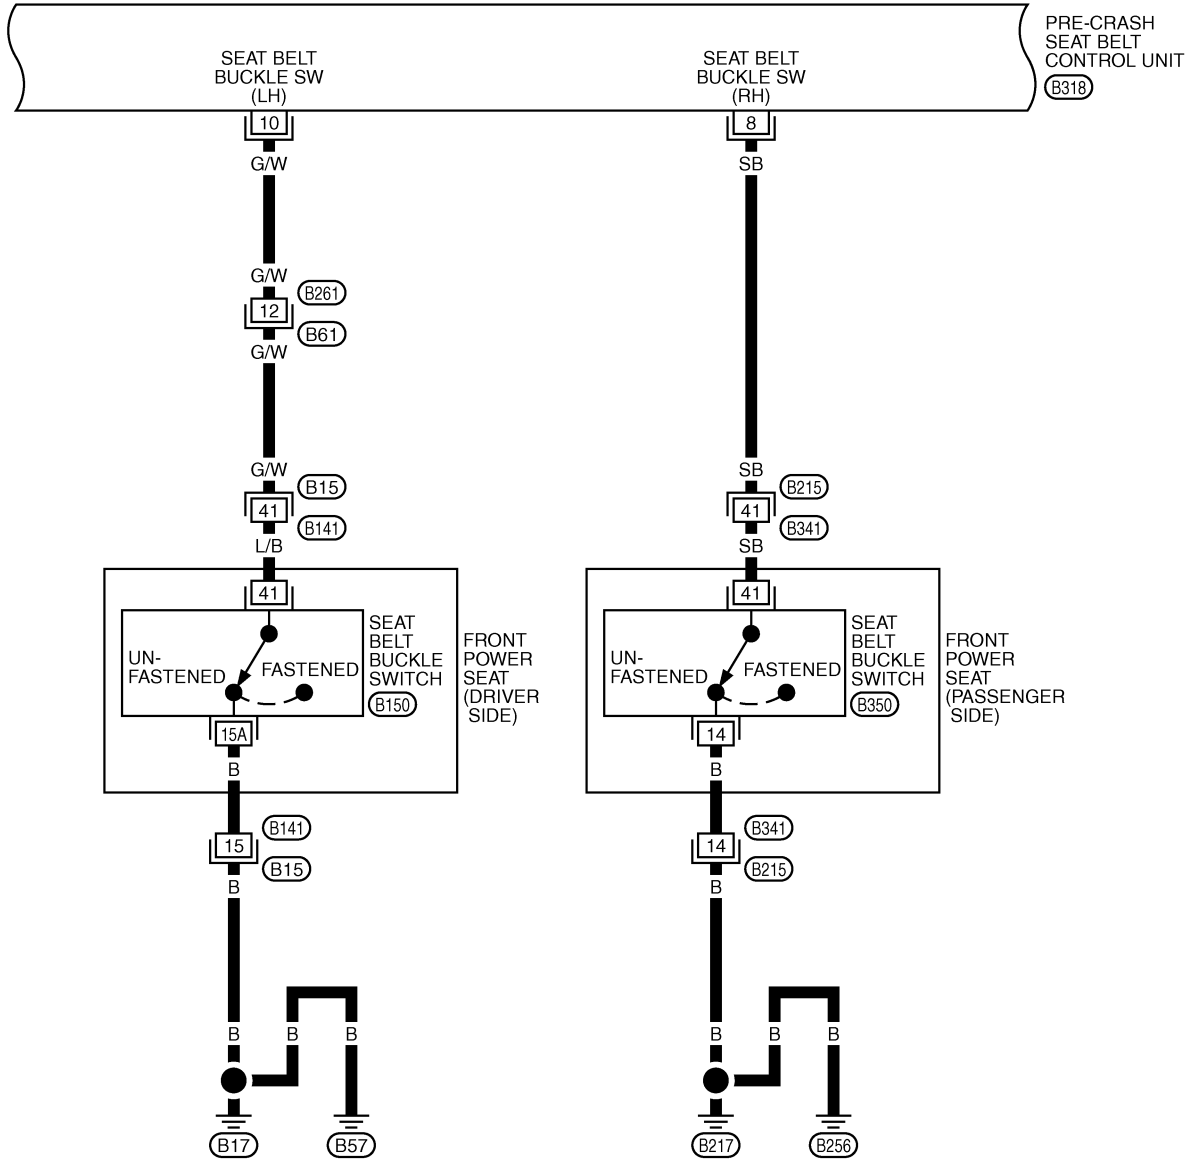 PRE-CRASH
SEAT BELT
CONTROL UNIT
B318
SEAT BELT
BUCKLE SW
(LH)
SEAT BELT
BUCKLE SW
(RH)
10
8
G/W
SB
G/W
B261
12
B61
G/W
G/W
SB
B15
B215
41
41
B141
B341
L/B
SB
41
41
SEAT
BELT
BUCKLE
SWITCH
B150
UN-
FASTENED
FASTENED
FRONT
POWER
SEAT
(DRIVER
SIDE)
SEAT
BELT
BUCKLE
SWITCH
B350
UN-
FASTENED
FASTENED
FRONT
POWER
SEAT
(PASSENGER
SIDE)
15A
14
B
B
B141
B341
15
14
B15
B215
B
B
B
B
B
B
B
B
B17
B57
B217
B256